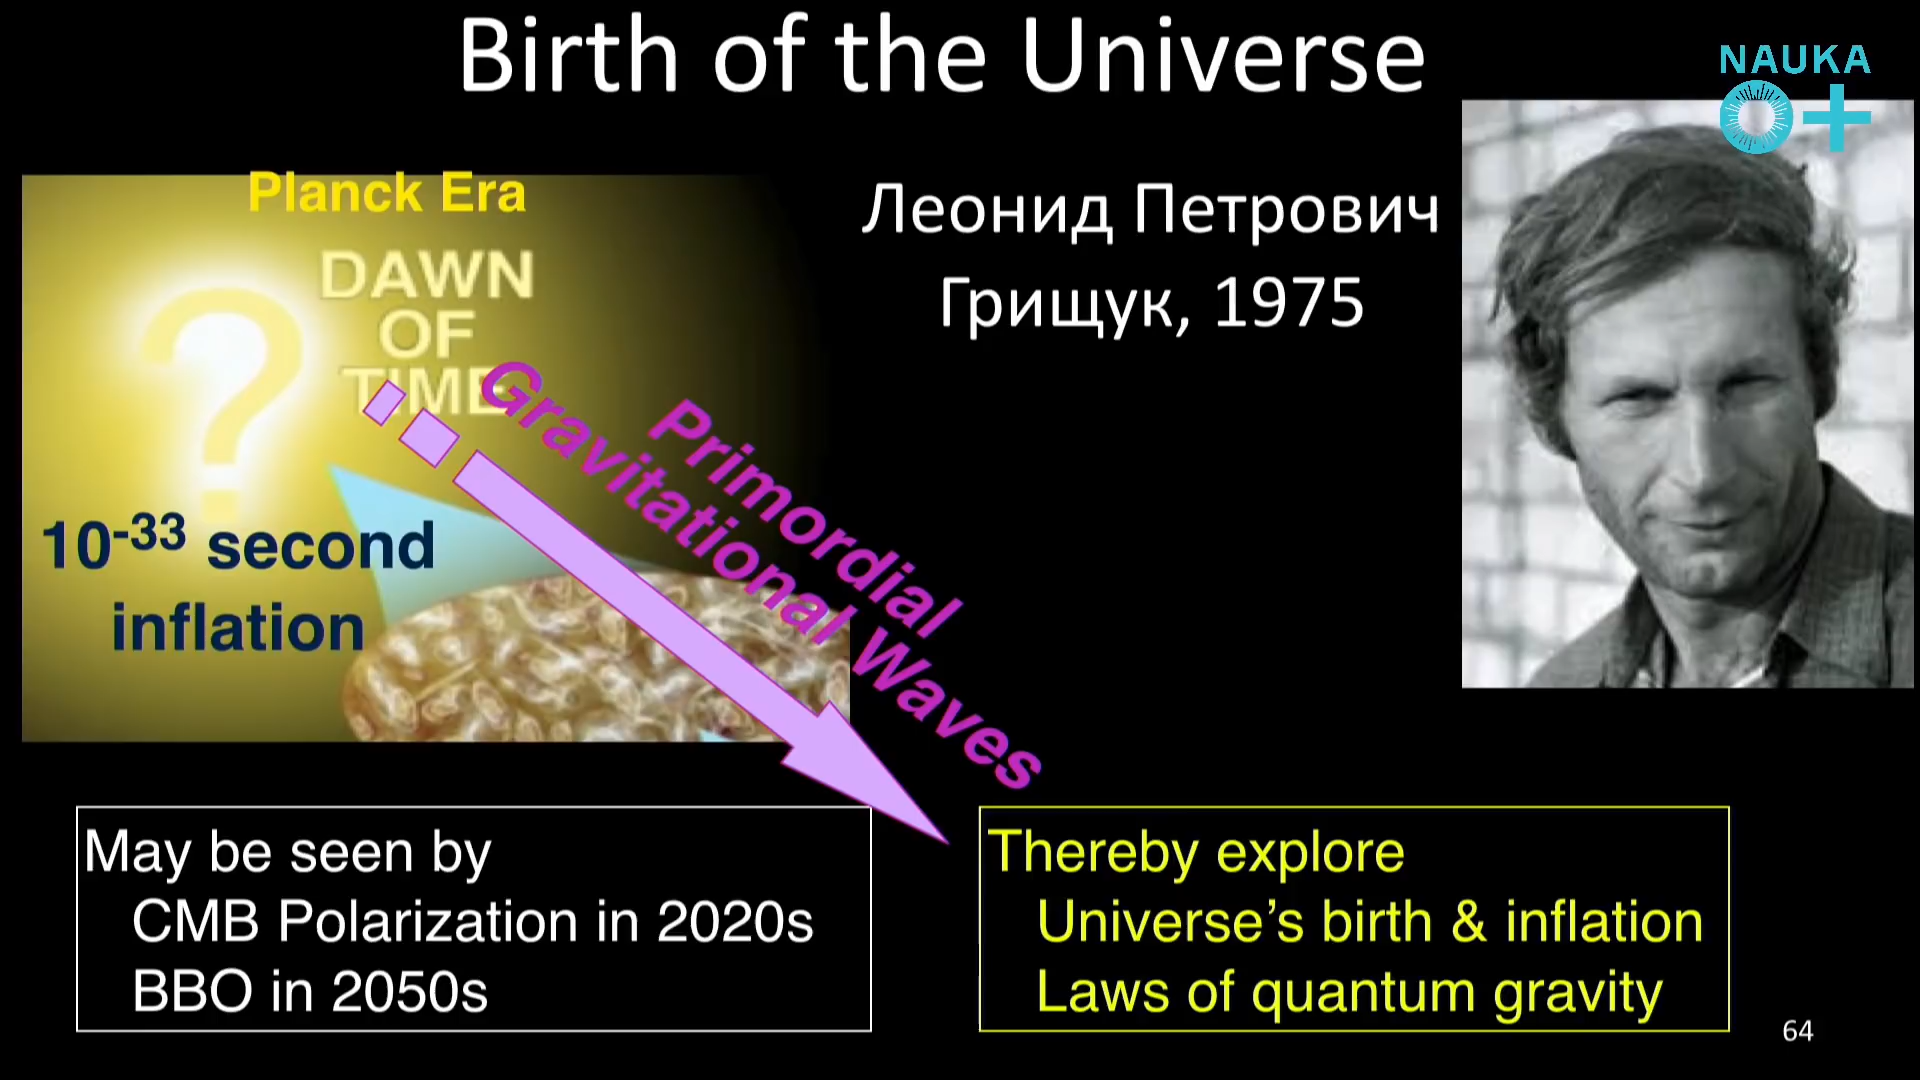 Birth of the Universe
NAUKA
0+
Planck Era
Леонид Петрович
Грищук, 1975
DAWN
OF
TIME
?
Primordial
Gravitational Waves
10-33 second
inflation
May be seen by
CMB Polarization in 2020s
BBO in 2050s
Thereby explore
Universe’s birth & inflation
Laws of quantum gravity
64